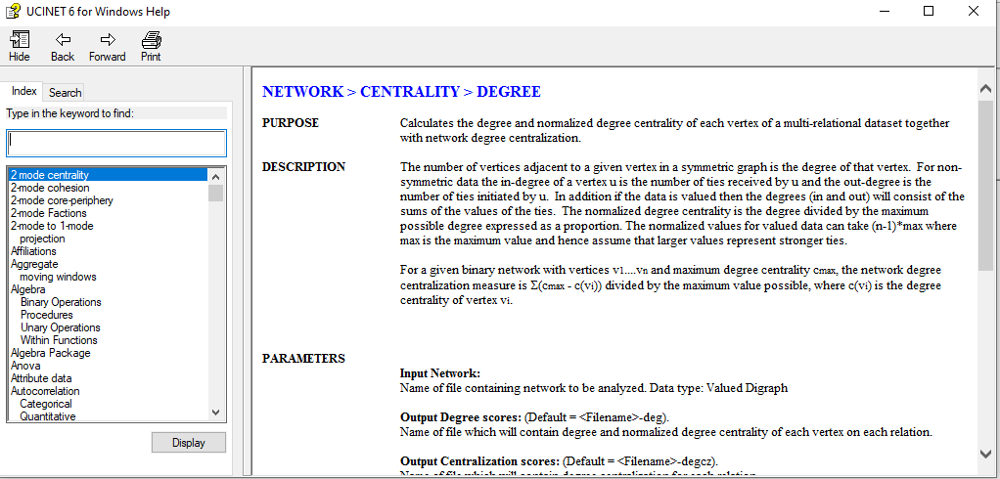 UCINET 6 for Windows Help
Hide Back Forward Print
Index Search
Type in the keyword to find:
2 mode centrality
2-mode cohesion
2-mode core-periphery
2-mode Factions
2-mode to 1-mode
projection
Affiliations
Aggregate
moving windows
Algebra
Binary Operations
Procedures
Unary Operations
Within Functions
Algebra Package
Anova
Attribute data
Autocorrelation
Categorical
Quantitative
Display
NETWORK > CENTRALITY > DEGREE
PURPOSE Calculates the degree and normalized degree centrality of each vertex of a multi-relational dataset together
with network degree centralization.
DESCRIPTION The number of vertices adjacent to a given vertex in a symmetric graph is the degree of that vertex. For non-
symmetric data the in-degree of a vertex u is the number of ties received by u and the out-degree is the
number of ties initiated by u. In addition if the data is valued then the degrees (in and out) will consist of the
sums of the values of the ties. The normalized degree centrality is the degree divided by the maximum
possible degree expressed as a proportion. The normalized values for valued data can take (n-1)*max where
max is the maximum value and hence assume that larger values represent stronger ties.
For a given binary network with vertices v1....vn and maximum degree centrality cmax, the network degree
centralization measure is Σ(cmax - c(vi)) divided by the maximum value possible, where c(vi) is the degree
centrality of vertex vi.
PARAMETERS
Input Network:
Name of file containing network to be analyzed. Data type: Valued Digraph
Output Degree scores: (Default = <Filename>-deg).
Name of file which will contain degree and normalized degree centrality of each vertex on each relation.
Output Centralization scores: (Default = <Filename>-degcz).
Name of file which will contain degree centralization for each relation